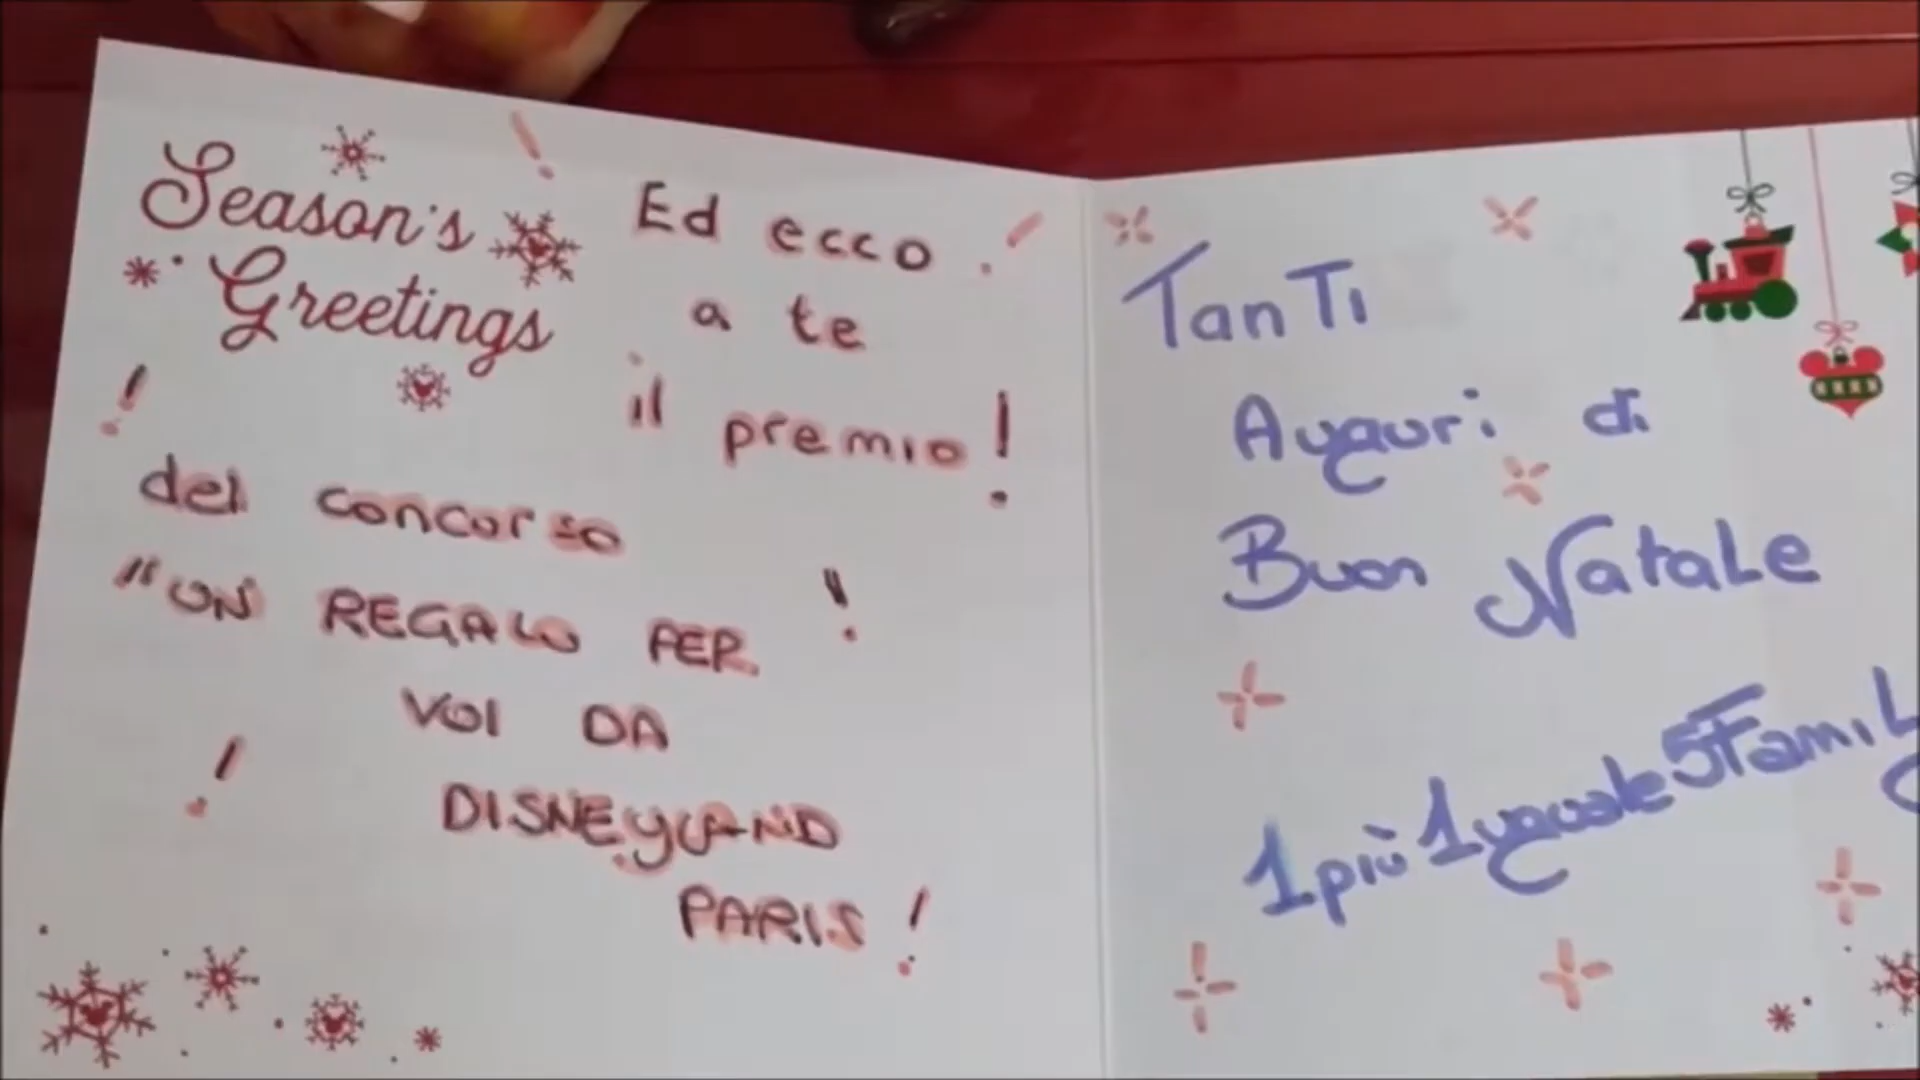 Season's
Greetings
Ed ecco
a te
il premio!
del concorso
"UN REGALO PER
VOI DA
DISNEYLAND
PARIS!
TanTi
Auguri di
Buon NataLe
1più1uguale5FamiL